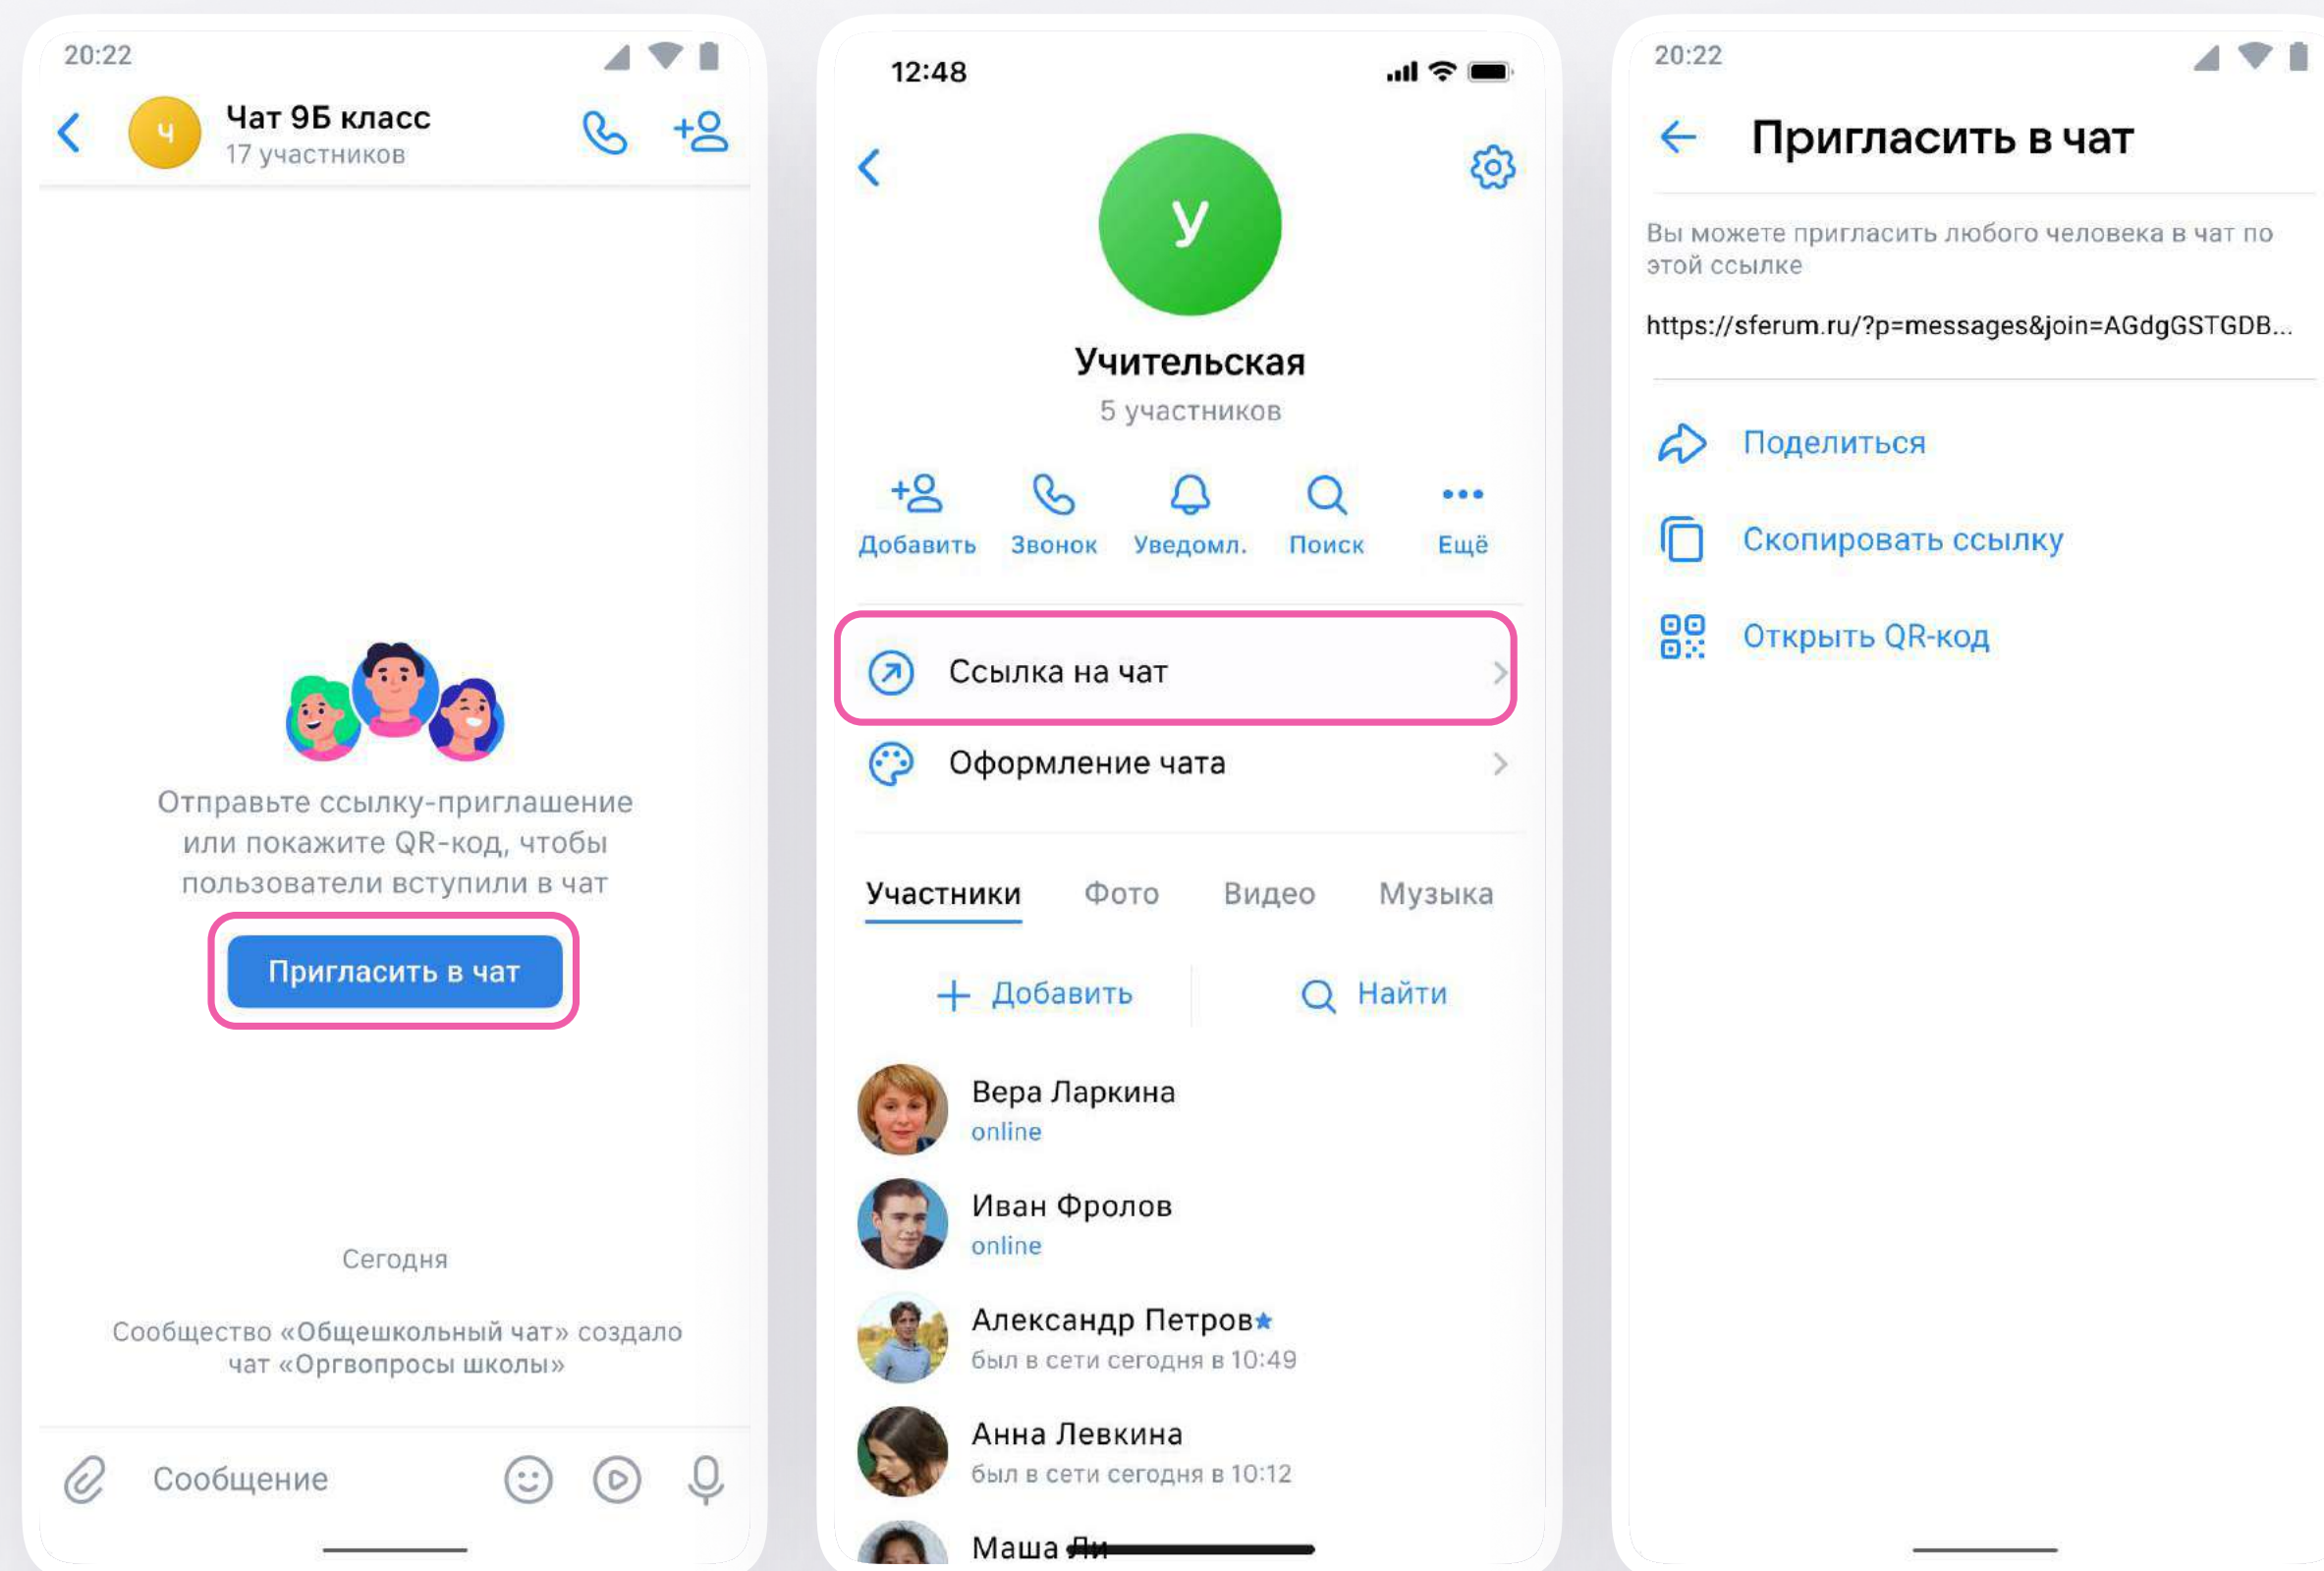 20:22
Ч
Чат 9Б класс
17 участников
Отправьте ссылку-приглашение
или покажите QR-код, чтобы
пользователи вступили в чат
Пригласить в чат
Сегодня
Сообщество «Общешкольный чат» создало
чат «Оргвопросы школы»
Сообщение
12:48
У
Учительская
5 участников
Добавить Звонок Уведомл. Поиск Ещё
Ссылка на чат
Оформление чата
Участники Фото Видео Музыка
Добавить Найти
Вера Ларкина
online
Иван Фролов
online
Александр Петров
был в сети сегодня в 10:49
Анна Левкина
был в сети сегодня в 10:12
Маша Ли
20:22
Пригласить в чат
Вы можете пригласить любого человека в чат по
этой ссылке
https://sferum.ru/?p=messages&join=AGdgGSTGDB...
Поделиться
Скопировать ссылку
Открыть QR-код